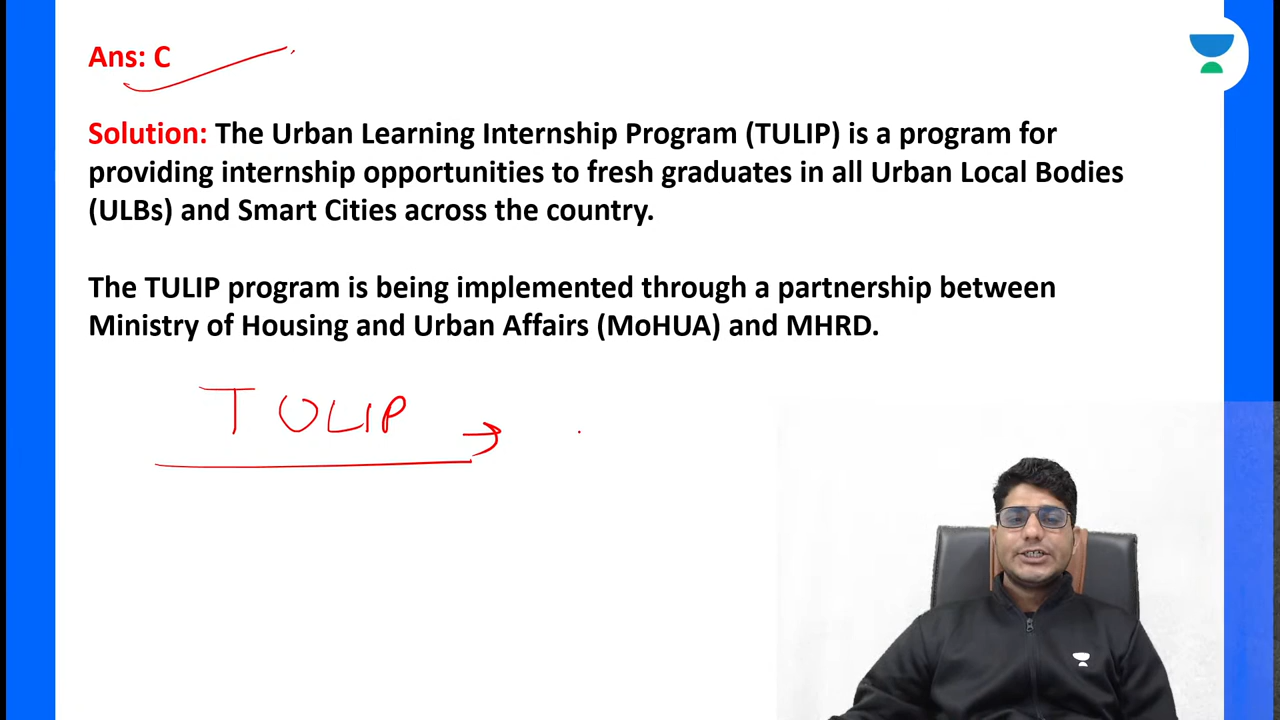 Ans: C
Solution: The Urban Learning Internship Program (TULIP) is a program for
providing internship opportunities to fresh graduates in all Urban Local Bodies
(ULBs) and Smart Cities across the country.
The TULIP program is being implemented through a partnership between
Ministry of Housing and Urban Affairs (MoHUA) and MHRD.
TULIP